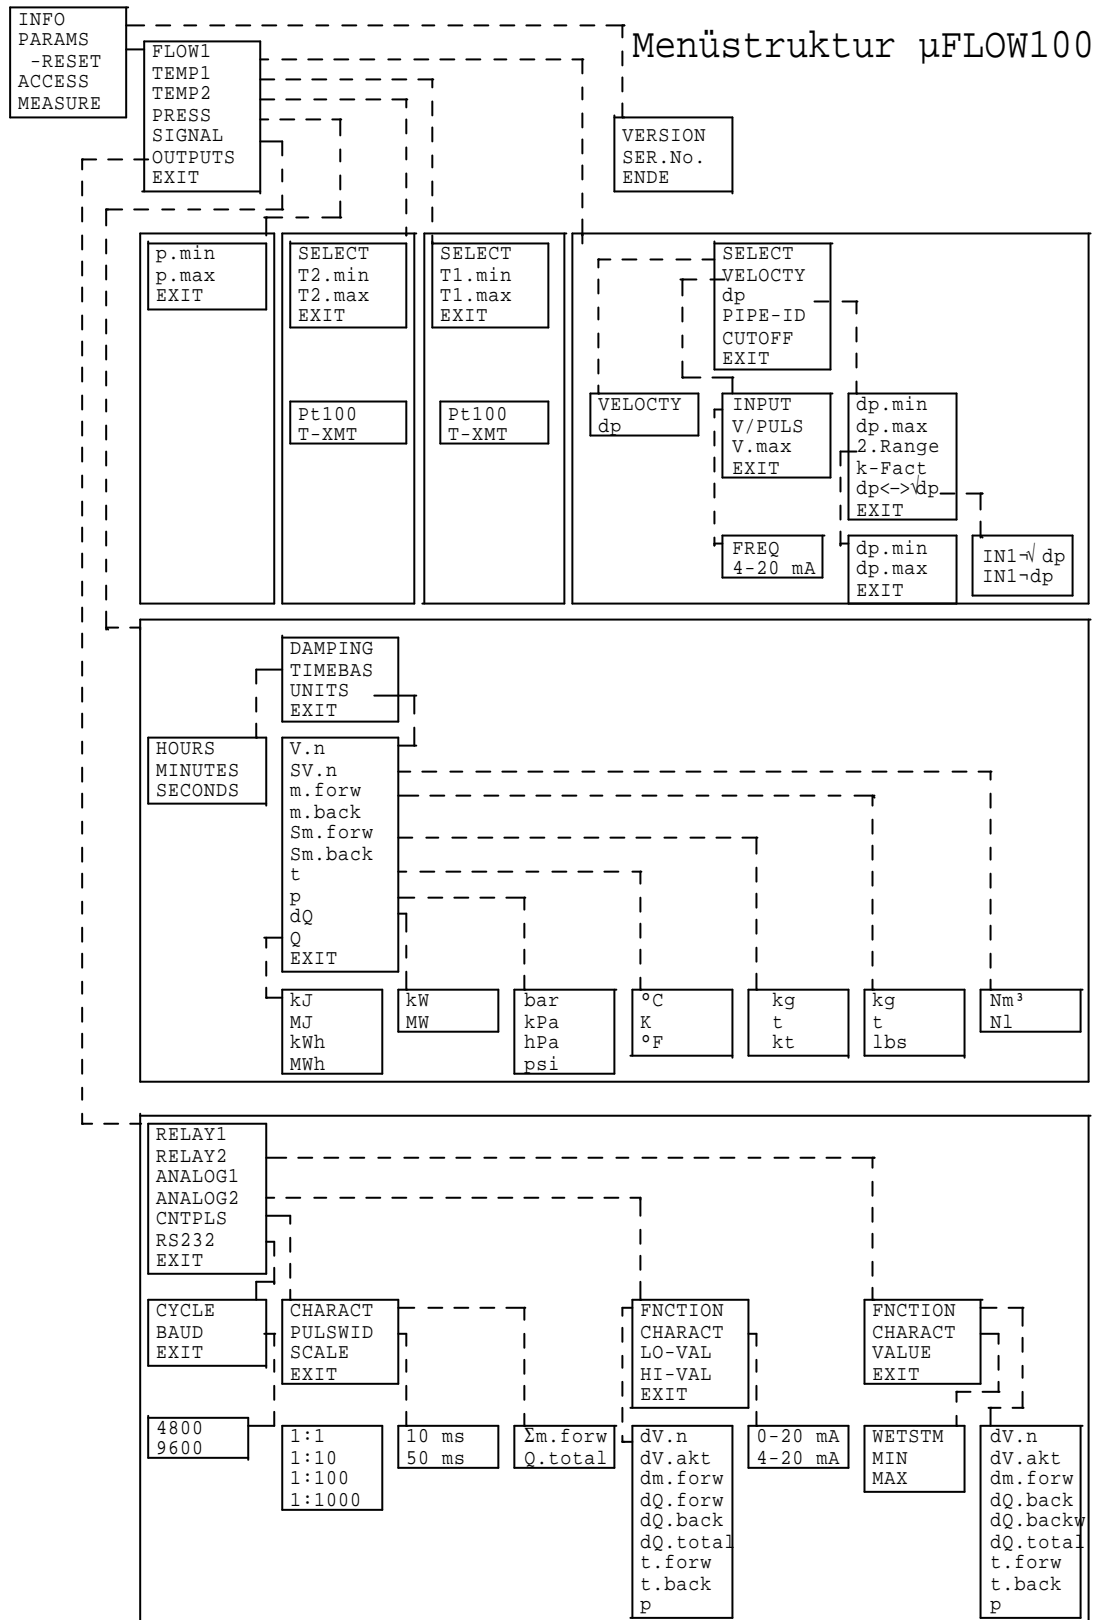 Menüstruktur µFLOW100
INFO
PARAMS
-RESET
ACCESS
MEASURE
FLOW1
TEMP1
TEMP2
PRESS
SIGNAL
OUTPUTS
EXIT
VERSION
SER.No.
ENDE
p.min
p.max
EXIT
SELECT
T2.min
T2.max
EXIT
Pt100
T-XMT
SELECT
T1.min
T1.max
EXIT
Pt100
T-XMT
SELECT
VELOCTY
dp
PIPE-ID
CUTOFF
EXIT
VELOCTY
dp
INPUT
V/PULS
V.max
EXIT
dp.min
dp.max
2.Range
k-Fact
dp<->√dp
EXIT
FREQ
4-20 mA
dp.min
dp.max
EXIT
IN1¬√ dp
IN1¬dp
DAMPING
TIMEBAS
UNITS
EXIT
HOURS
MINUTES
SECONDS
V.n
SV.n
m.forw
m.back
Sm.forw
Sm.back
t
p
dQ
Q
EXIT
kJ
MJ
kWh
MWh
kW
MW
bar
kPa
hPa
psi
°C
K
°F
kg
t
kt
kg
t
lbs
Nm³
Nl
RELAY1
RELAY2
ANALOG1
ANALOG2
CNTPLS
RS232
EXIT
CYCLE
BAUD
EXIT
CHARACT
PULSWID
SCALE
EXIT
FNCTION
CHARACT
LO-VAL
HI-VAL
EXIT
FNCTION
CHARACT
VALUE
EXIT
4800
9600
1:1
1:10
1:100
1:1000
10 ms
50 ms
Σm.forw
Q.total
dV.n
dV.akt
dm.forw
dQ.forw
dQ.back
dQ.total
t.forw
t.back
p
0-20 mA
4-20 mA
WETSTM
MIN
MAX
dV.n
dV.akt
dm.forw
dQ.back
dQ.backw
dQ.total
t.forw
t.back
p